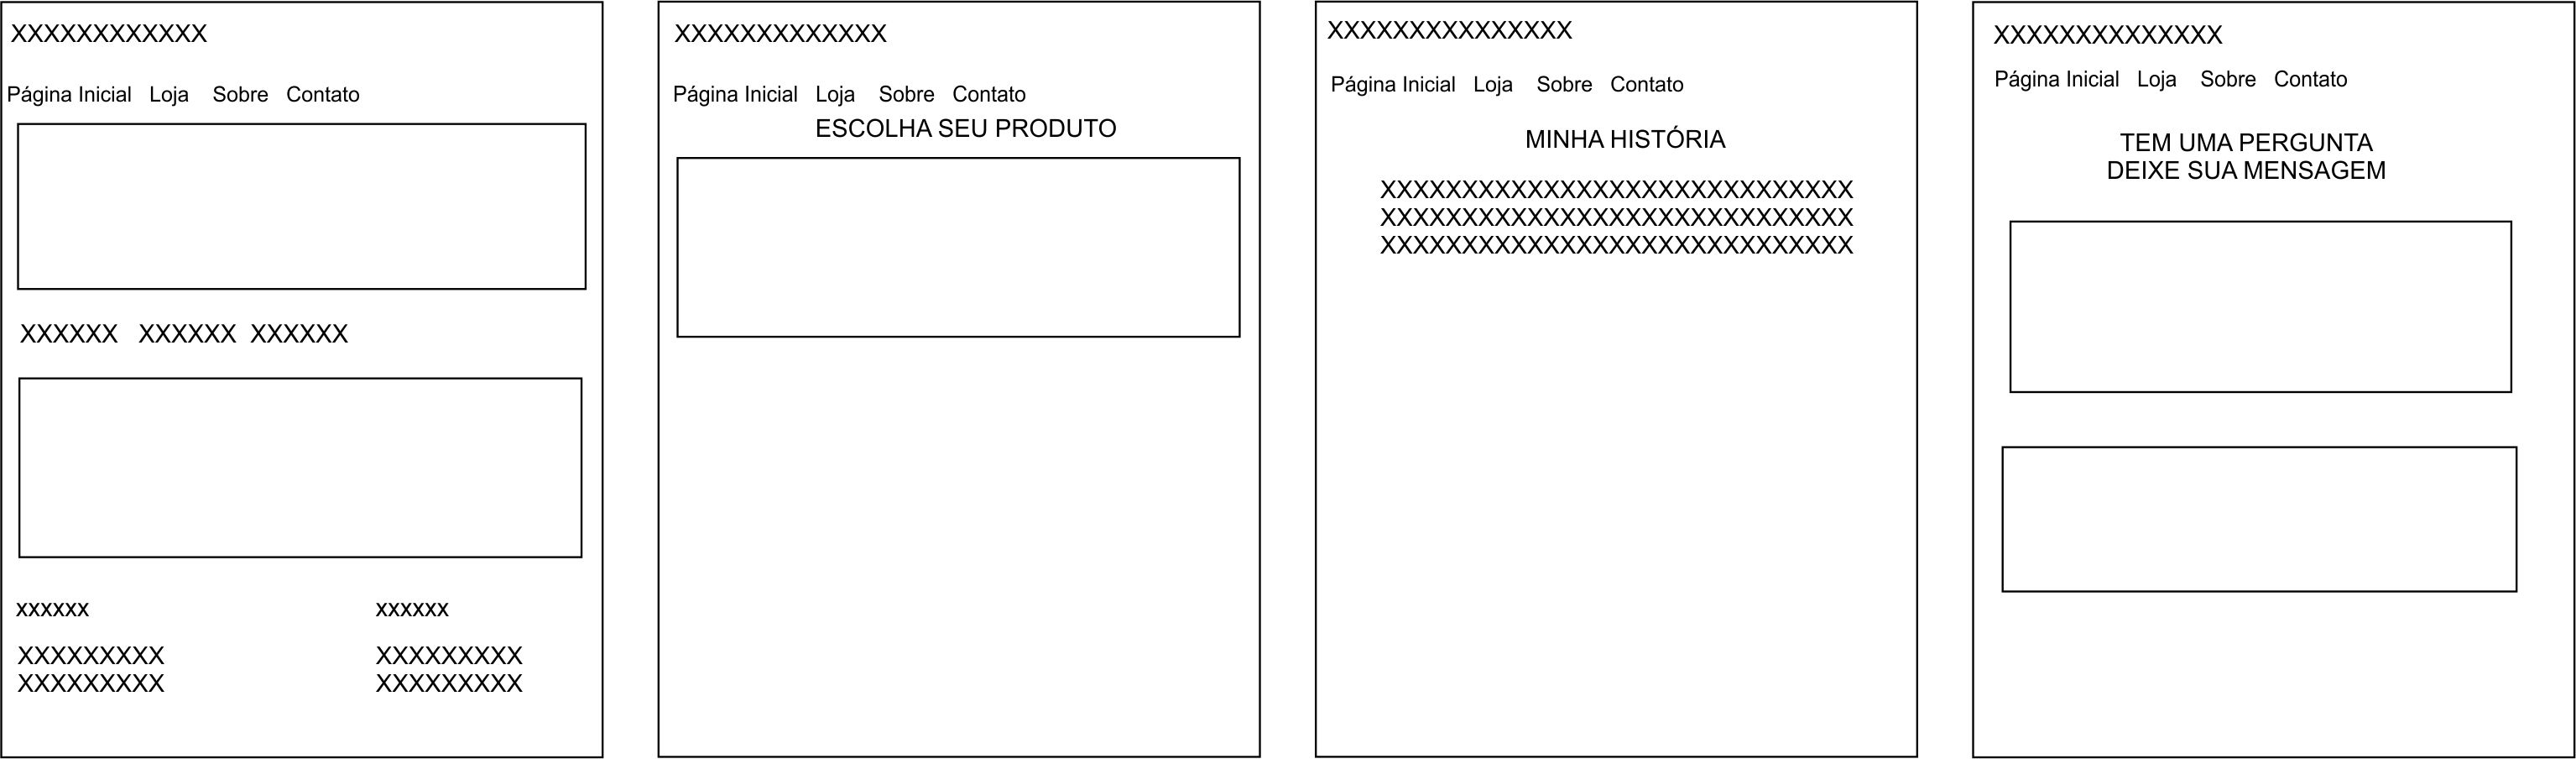 XXXXXXXXXXXX
Página Inicial Loja Sobre Contato
XXXXXX XXXXXX XXXXXX
xxxxxx xxxxxx
XXXXXXXXX XXXXXXXXX
XXXXXXXXX XXXXXXXXX
XXXXXXXXXXXXX
Página Inicial Loja Sobre Contato
ESCOLHA SEU PRODUTO
XXXXXXXXXXXXXXX
Página Inicial Loja Sobre Contato
MINHA HISTÓRIA
XXXXXXXXXXXXXXXXXXXXXXXXXXXXX
XXXXXXXXXXXXXXXXXXXXXXXXXXXXX
XXXXXXXXXXXXXXXXXXXXXXXXXXXXX
XXXXXXXXXXXXXX
Página Inicial Loja Sobre Contato
TEM UMA PERGUNTA
DEIXE SUA MENSAGEM